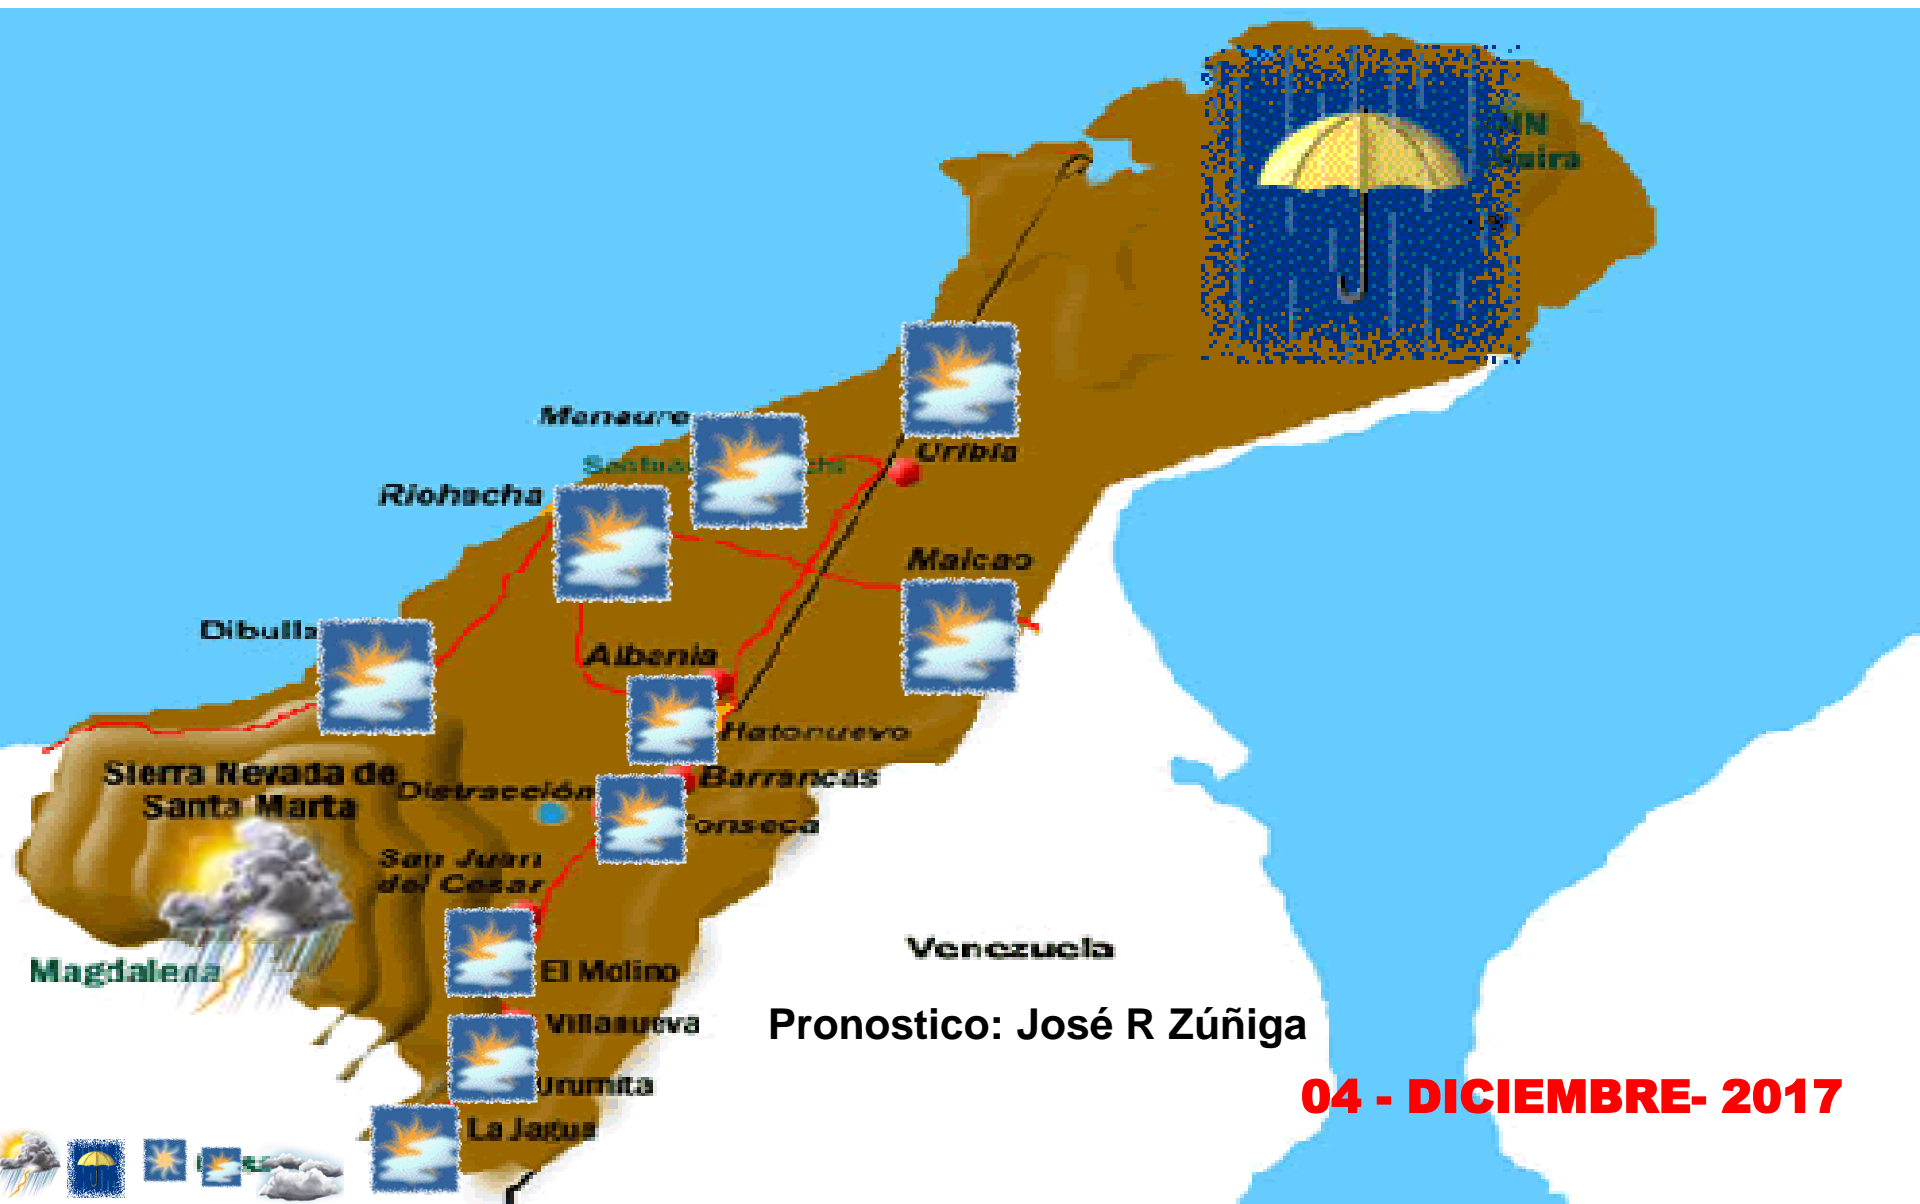 Manaure
Uribia
Riohacha
Maicao
Dibulla
Albania
Hatonuevo
Sierra Nevada de
Santa Marta
Distracción
Barrancas
San Juan
del Cesar
Magdalena
El Molino
Venezuela
Villanueva
Pronostico: José R Zúñiga
Urumita
04 - DICIEMBRE- 2017
La Jagua